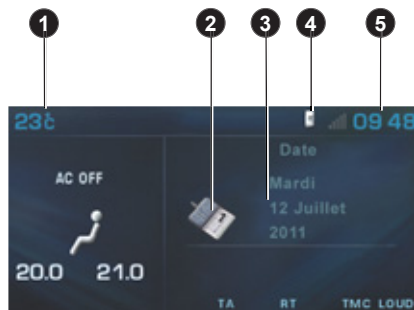 1 2 3 4 5
23°c 09 48
Date
AC OFF
Mardi
12 Juillet
2011
20.0 21.0
TA RT TMC LOUD